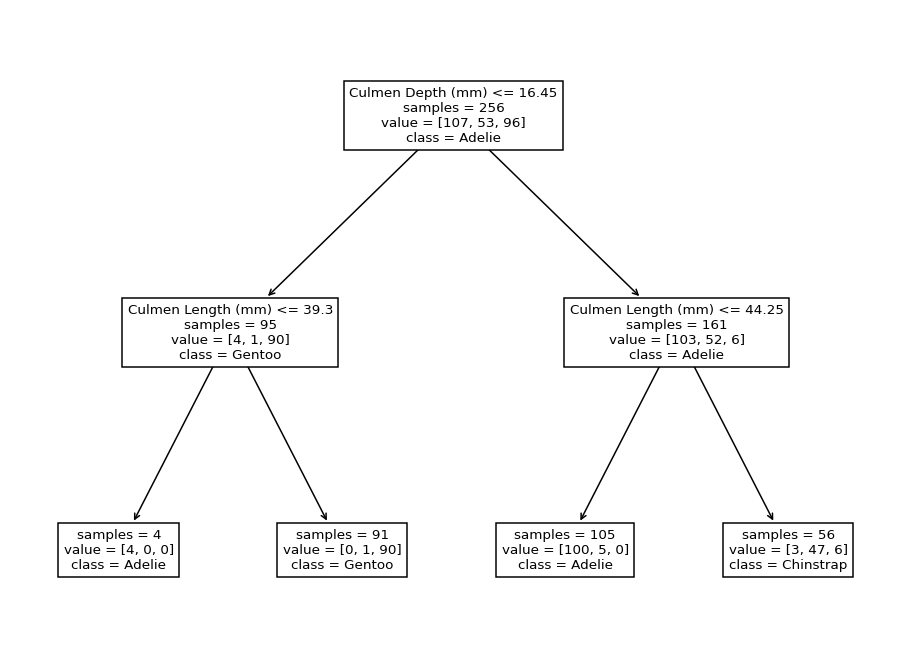 Culmen Depth (mm) <= 16.45
samples = 256
value = [107, 53, 96]
class = Adelie
Culmen Length (mm) <= 39.3
samples = 95
value = [4, 1, 90]
class = Gentoo
Culmen Length (mm) <= 44.25
samples = 161
value = [103, 52, 6]
class = Adelie
samples = 4
value = [4, 0, 0]
class = Adelie
samples = 91
value = [0, 1, 90]
class = Gentoo
samples = 105
value = [100, 5, 0]
class = Adelie
samples = 56
value = [3, 47, 6]
class = Chinstrap